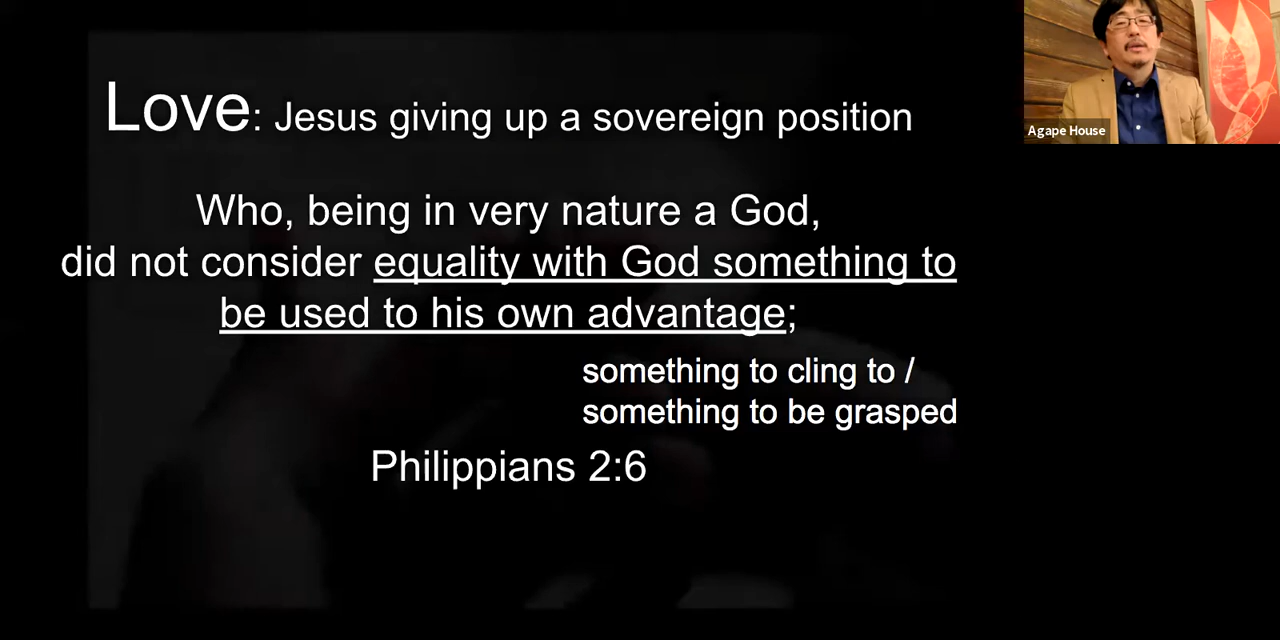 Love: Jesus giving up a sovereign position
Who, being in very nature a God,
did not consider equality with God something to
be used to his own advantage;
something to cling to /
something to be grasped
Philippians 2:6
Agape House